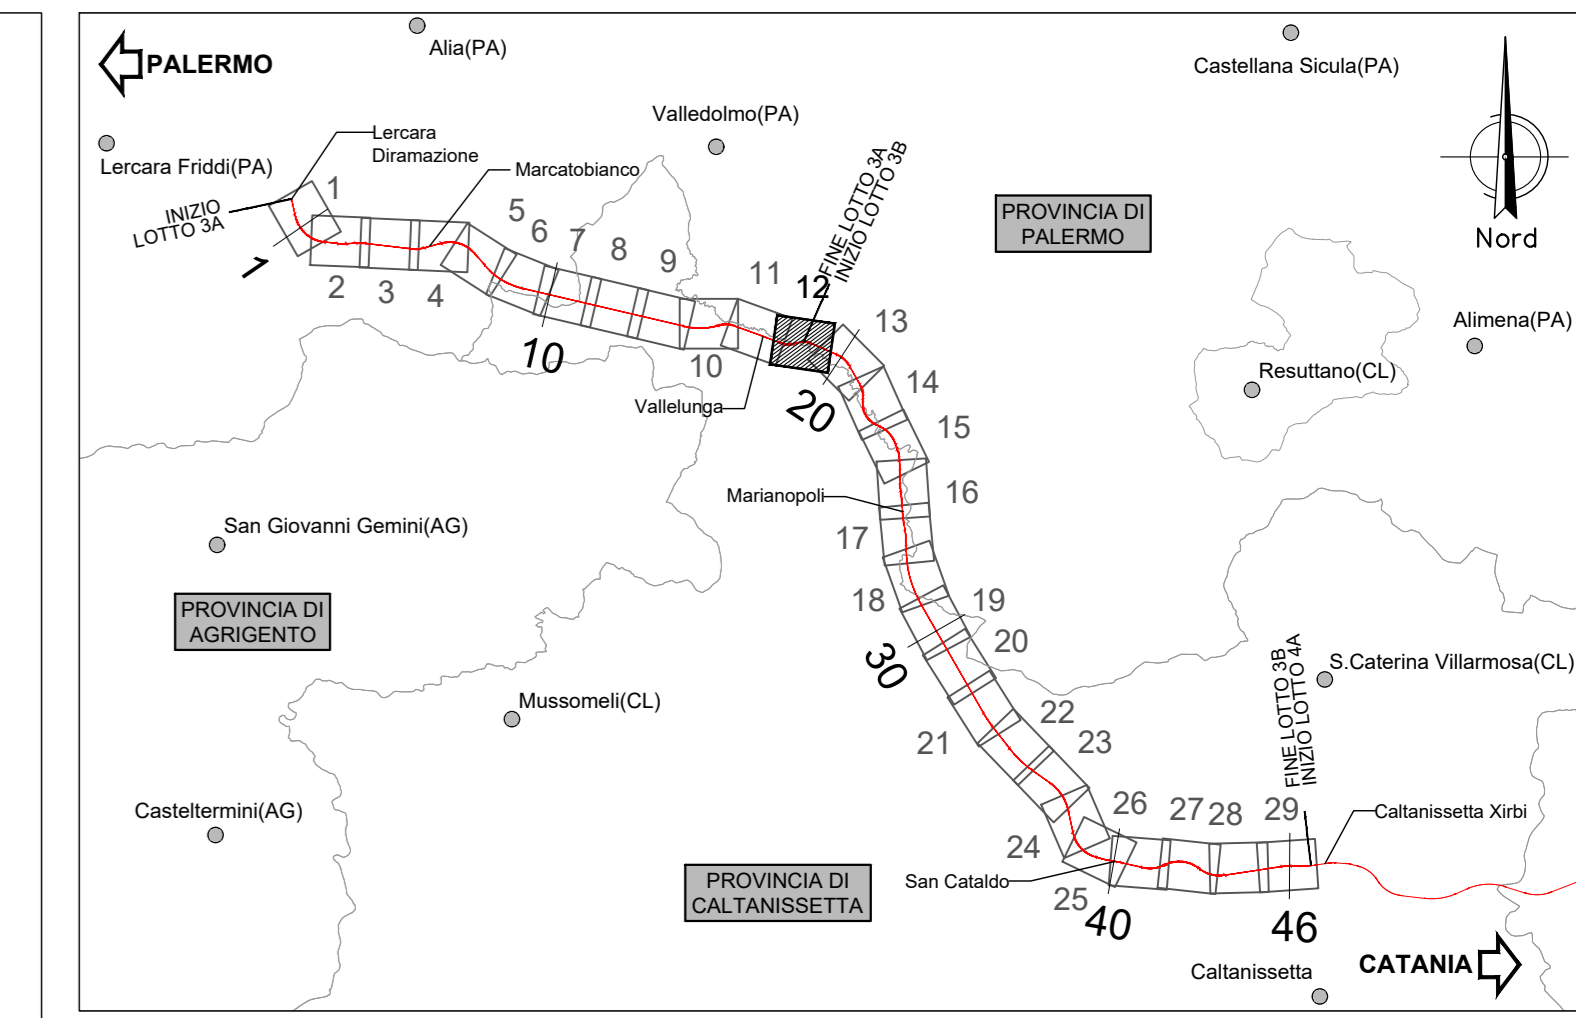 PALERMO
Alia(PA)
Castellana Sicula(PA)
Lercara Friddi(PA)
Lercara
Diramazione
Valledolmo(PA)
Marcatobianco
INIZIO
LOTTO 3A
FINE LOTTO 3A
INIZIO LOTTO 3B
PROVINCIA DI
PALERMO
Nord
1
1
2
3
4
5
6
7
8
9
10
10
11
12
13
Vallelunga
20
14
15
Alimena(PA)
Resuttano(CL)
Marianopoli
16
17
San Giovanni Gemini(AG)
PROVINCIA DI
AGRIGENTO
18
19
20
30
Mussomeli(CL)
21
22
23
S.Caterina Villarmosa(CL)
FINE LOTTO 3B
INIZIO LOTTO 4A
Casteltermini(AG)
24
25
26
27
28
29
Caltanissetta Xirbi
San Cataldo
PROVINCIA DI
CALTANISSETTA
40
46
CATANIA
Caltanissetta